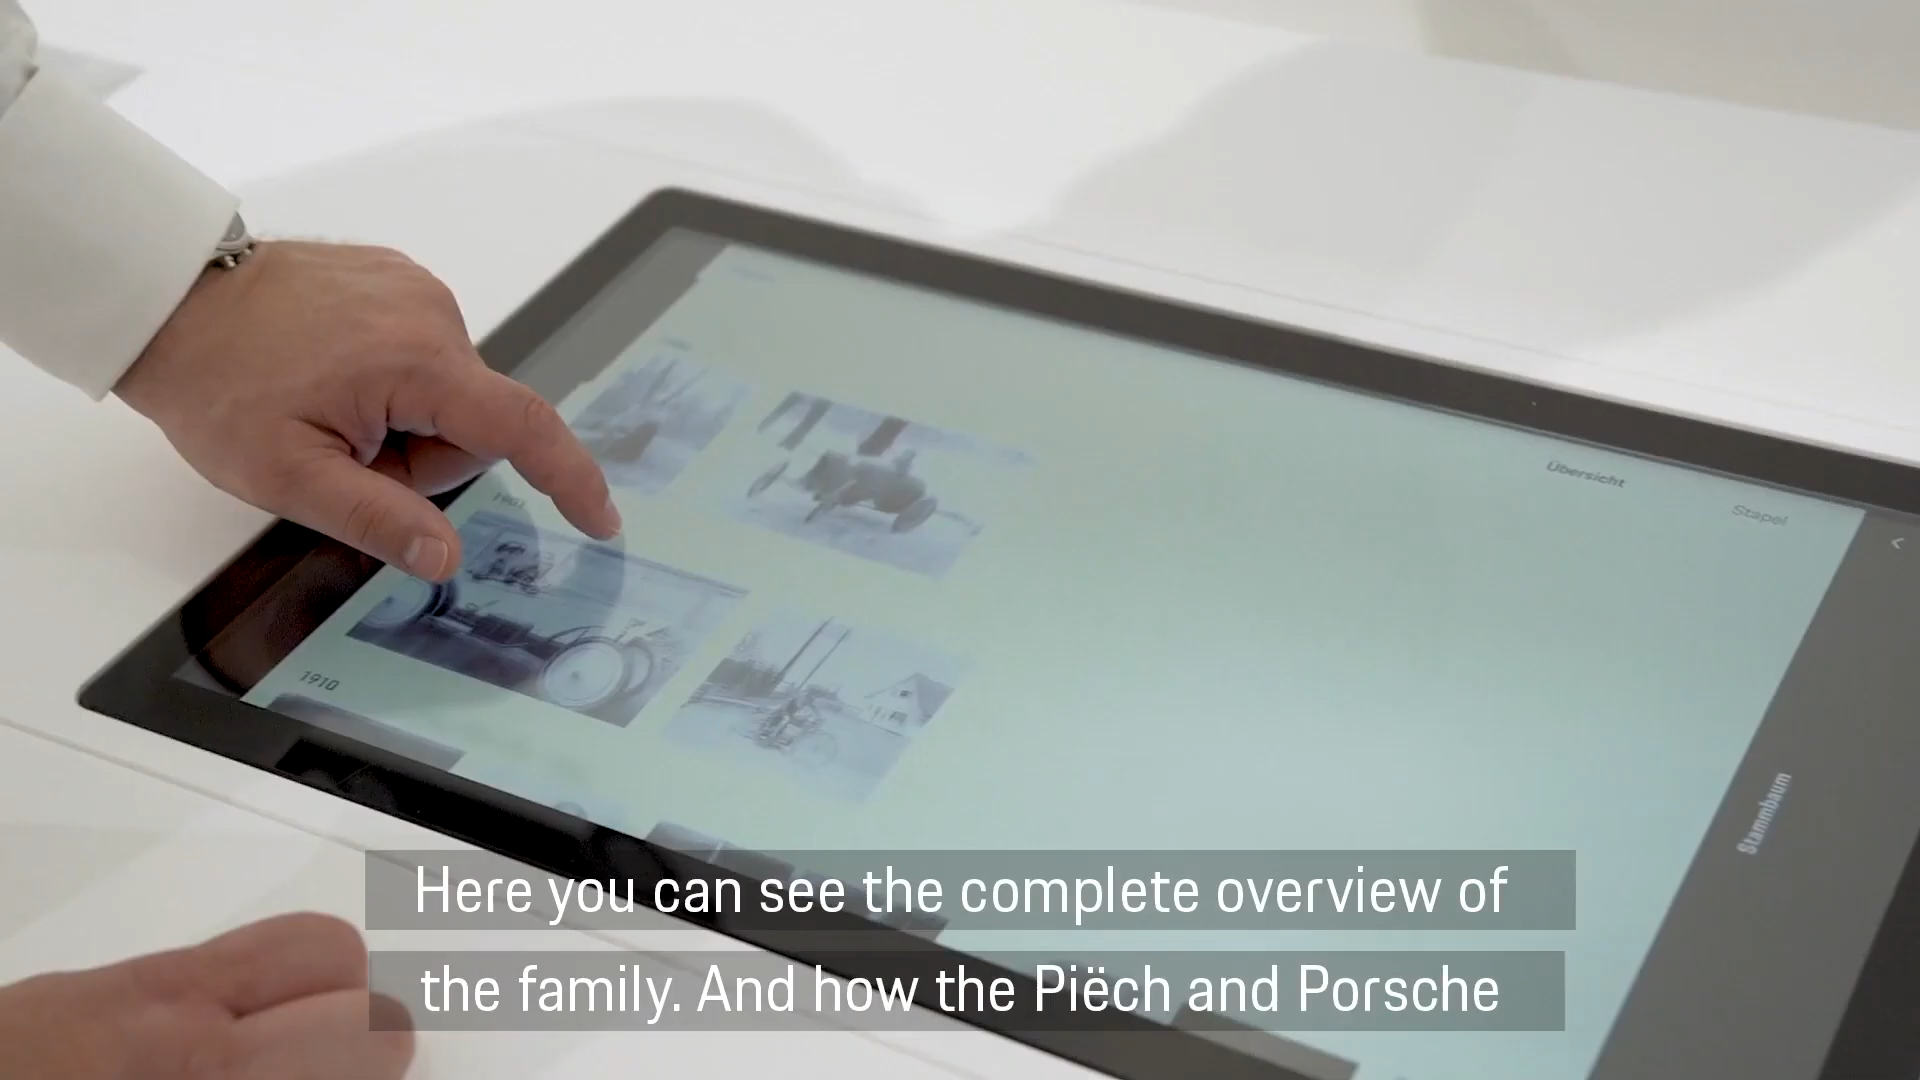 Übersicht
Stapel
<
1901
1910
Stammbaum
Here you can see the complete overview of
the family. And how the Piëch and Porsche